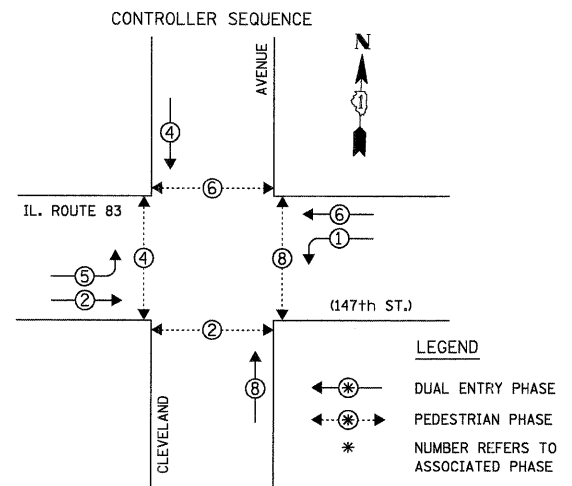 CONTROLLER SEQUENCE
AVENUE
N
1
4
6
IL. ROUTE 83
6
1
4
8
5
2
(147th ST.)
2
8
CLEVELAND
LEGEND
* DUAL ENTRY PHASE
* PEDESTRIAN PHASE
* NUMBER REFERS TO
ASSOCIATED PHASE